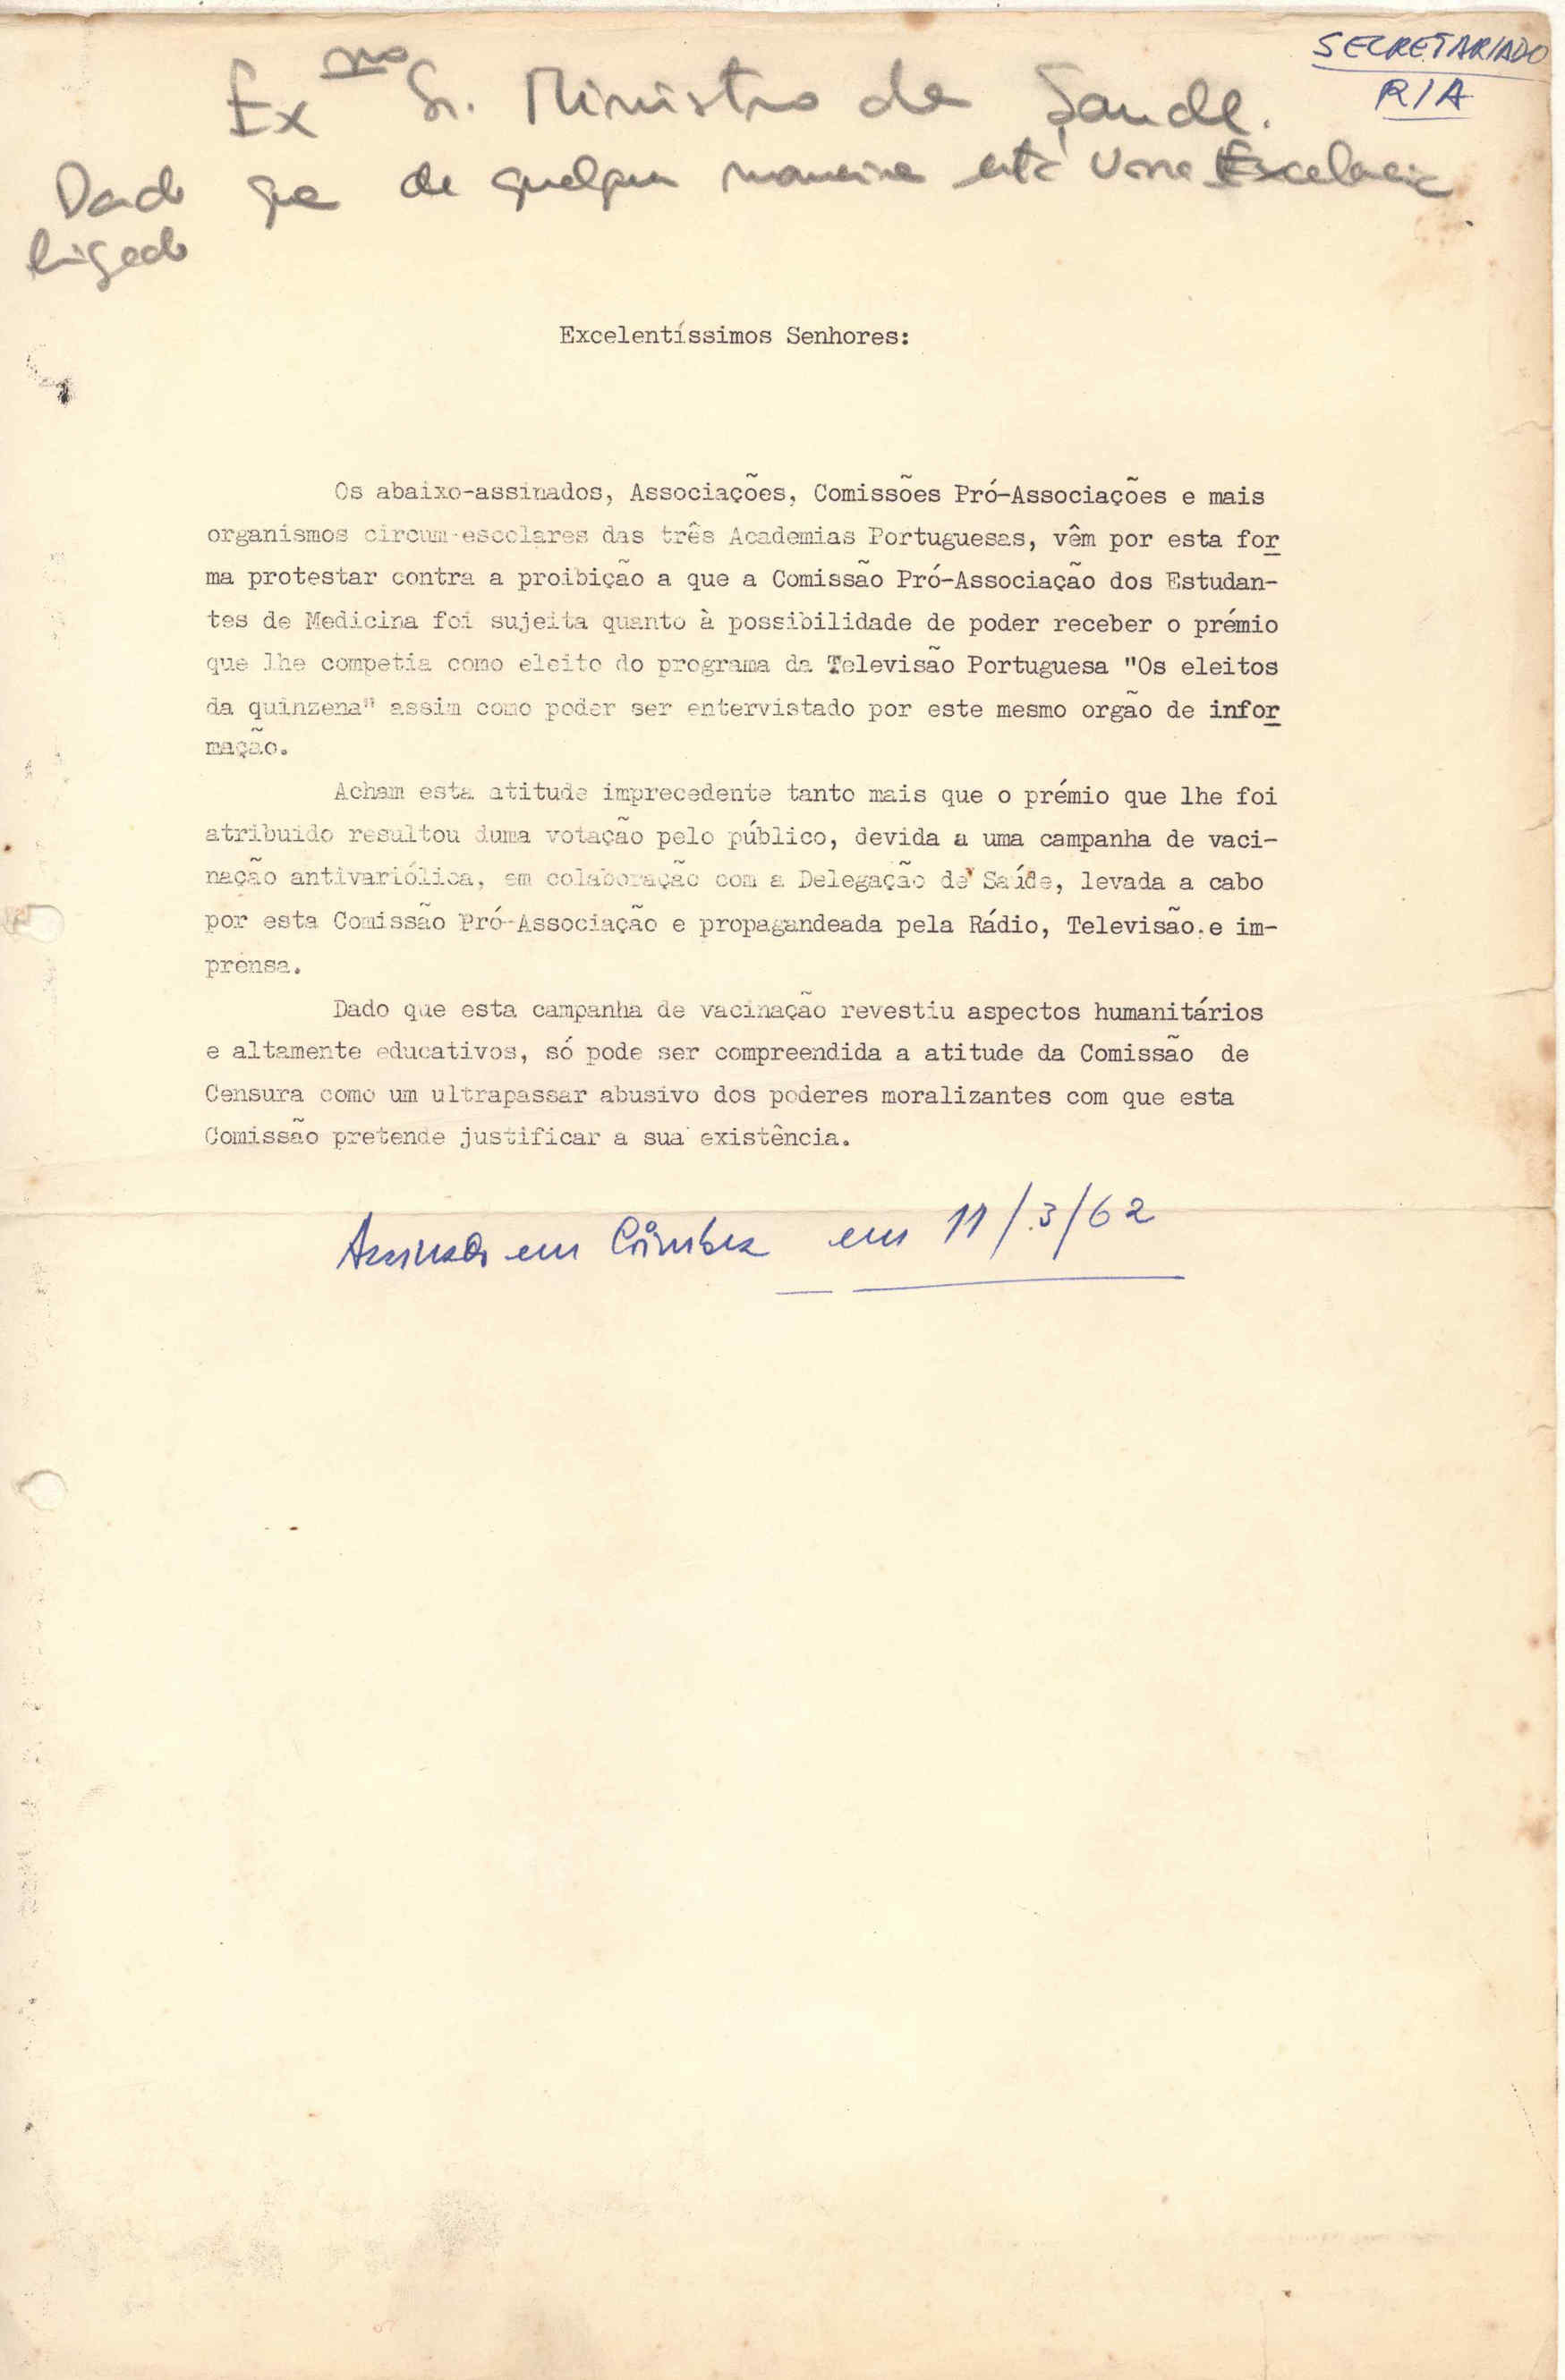 SECRETARIADO
RIA
Exmo Sr. Ministro da Saude.
Dado que de qualquer maneira está Vossa Excelencia
ligado
Excelentíssimos Senhores:
Os abaixo-assinados, Associações, Comissões Pró-Associações e mais
organismos circum-escolares das três Academias Portuguesas, vêm por esta for
ma protestar contra a proibição a que a Comissão Pró-Associação dos Estudan-
tes de Medicina foi sujeita quanto à possibilidade de poder receber o prémio
que lhe competia como eleito do programa da Televisão Portuguesa "Os eleitos
da quinzena" assim como poder ser entervistado por este mesmo orgão de infor
mação.
Acham esta atitude imprecedente tanto mais que o prémio que lhe foi
atribuido resultou duma votação pelo público, devida a uma campanha de vaci-
nação antivariólica, em colaboração com a Delegação de Saúde, levada a cabo
por esta Comissão Pró-Associação e propagandeada pela Rádio, Televisão.e im-
prensa.
Dado que esta campanha de vacinação revestiu aspectos humanitários
e altamente educativos, só pode ser compreendida a atitude da Comissão de
Censura como um ultrapassar abusivo dos poderes moralizantes com que esta
Comissão pretende justificar a sua existência.
Assinado em Coimbra em 11/3/62